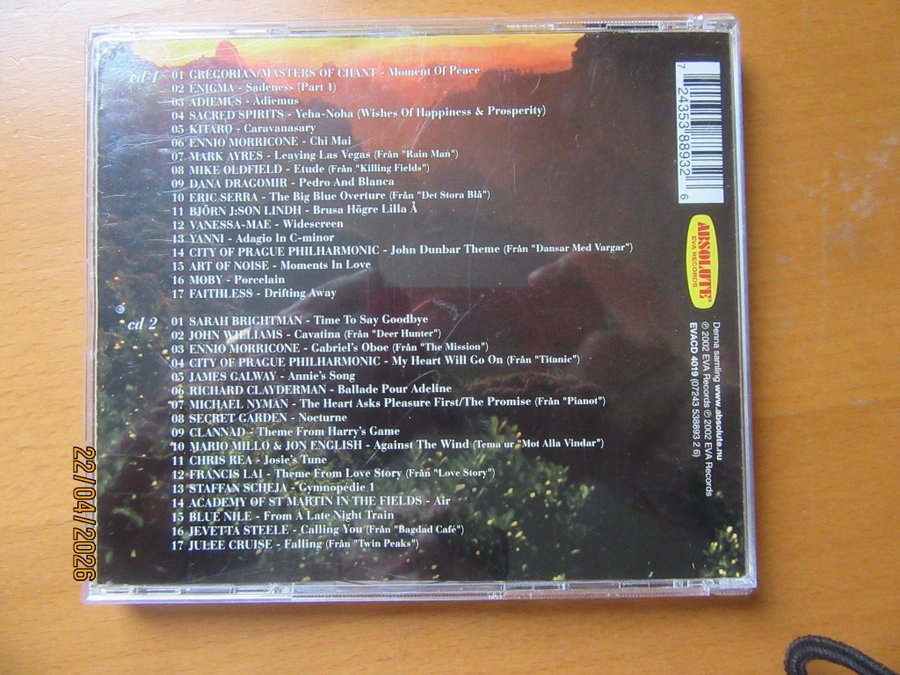 cd 1
01 GREGORIAN/MASTERS OF CHANT - Moment Of Peace
02 ENIGMA - Sadeness (Part 1)
03 ADIEMUS - Adiemus
04 SACRED SPIRITS - Yeha-Noha (Wishes Of Happiness & Prosperity)
05 KITARO - Caravanasary
06 ENNIO MORRICONE - Chi Mai
07 MARK AYRES - Leaving Las Vegas (Från "Rain Man")
08 MIKE OLDFIELD - Etude (Från "Killing Fields")
09 DANA DRAGOMIR - Pedro And Blanca
10 ERIC SERRA - The Big Blue Overture (Från "Det Stora Blå")
11 BJÖRN J:SON LINDH - Brusa Högre Lilla Å
12 VANESSA-MAE - Widescreen
13 YANNI - Adagio In C-minor
14 CITY OF PRAGUE PHILHARMONIC - John Dunbar Theme (Från "Dansar Med Vargar")
15 ART OF NOISE - Moments In Love
16 MOBY - Porcelain
17 FAITHLESS - Drifting Away
cd 2
01 SARAH BRIGHTMAN - Time To Say Goodbye
02 JOHN WILLIAMS - Cavatina (Från "Deer Hunter")
03 ENNIO MORRICONE - Gabriel's Oboe (Från "The Mission")
04 CITY OF PRAGUE PHILHARMONIC - My Heart Will Go On (Från "Titanic")
05 JAMES GALWAY - Annie's Song
06 RICHARD CLAYDERMAN - Ballade Pour Adeline
07 MICHAEL NYMAN - The Heart Asks Pleasure First/The Promise (Från "Pianot")
08 SECRET GARDEN - Nocturne
09 CLANNAD - Theme From Harry's Game
10 MARIO MILLO & JON ENGLISH - Against The Wind (Tema ur "Mot Alla Vindar")
11 CHRIS REA - Josie's Tune
12 FRANCIS LAI - Theme From Love Story (Från "Love Story")
13 STAFFAN SCHEJA - Gymnopédie 1
14 ACADEMY OF ST MARTIN IN THE FIELDS - Air
15 BLUE NILE - From A Late Night Train
16 JEVETTA STEELE - Calling You (Från "Bagdad Café")
17 JULEE CRUISE - Falling (Från "Twin Peaks")
7 24353 88932 6
ABSOLUTE
EVA RECORDS
Denna samling www.absolute.nu
℗ 2002 EVA Records © 2002 EVA Records
EVACD 4019 (07243 538893 2 6)
22/04/2026